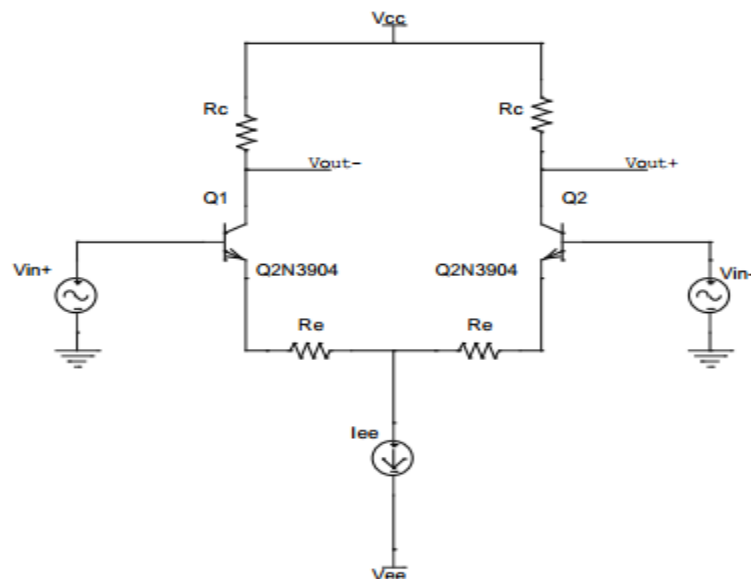 Vcc
Rc
Rc
Vout-
Vout+
Q1
Q2
Vin+
Q2N3904
Q2N3904
Vin-
Re
Re
Iee
Vee